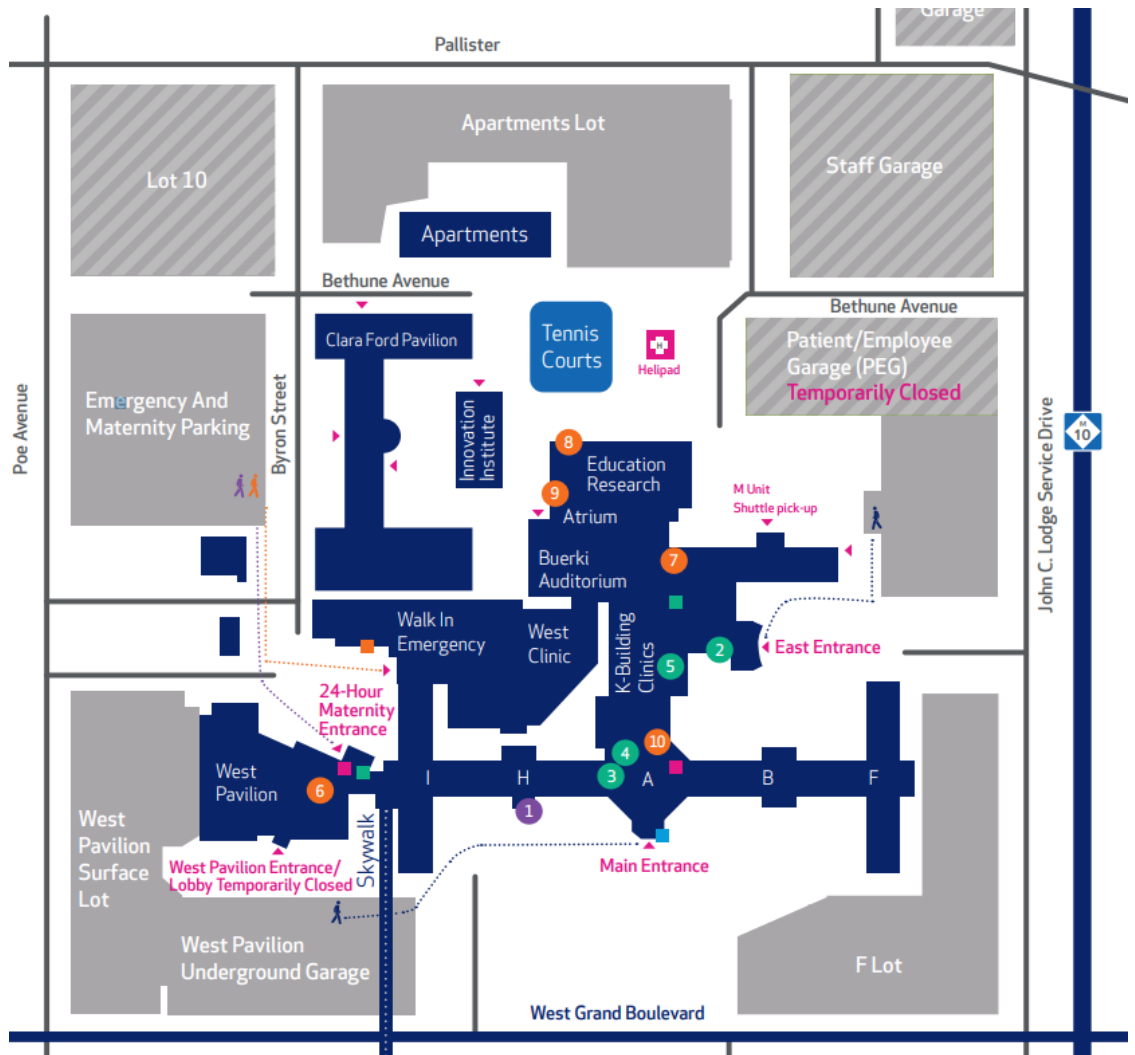 Garage
Pallister
Apartments Lot
Lot 10
Staff Garage
Apartments
Bethune Avenue
Bethune Avenue
Tennis
Courts
H
Helipad
Clara Ford Pavilion
Patient/Employee
Garage (PEG)
Temporarily Closed
Poe Avenue
Emergency And
Maternity Parking
Byron Street
Innovation
Institute
John C. Lodge Service Drive
M
10
8
Education
Research
9
Atrium
M Unit
Shuttle pick-up
Buerki
Auditorium
7
Walk In
Emergency
West
Clinic
K-Building
Clinics
2
East Entrance
5
24-Hour
Maternity
Entrance
10
4
West
Pavilion
6
I
H
3
A
B
F
1
West
Pavilion
Surface
Lot
West Pavilion Entrance/
Lobby Temporarily Closed
Skywalk
Main Entrance
West Pavilion
Underground Garage
F Lot
West Grand Boulevard